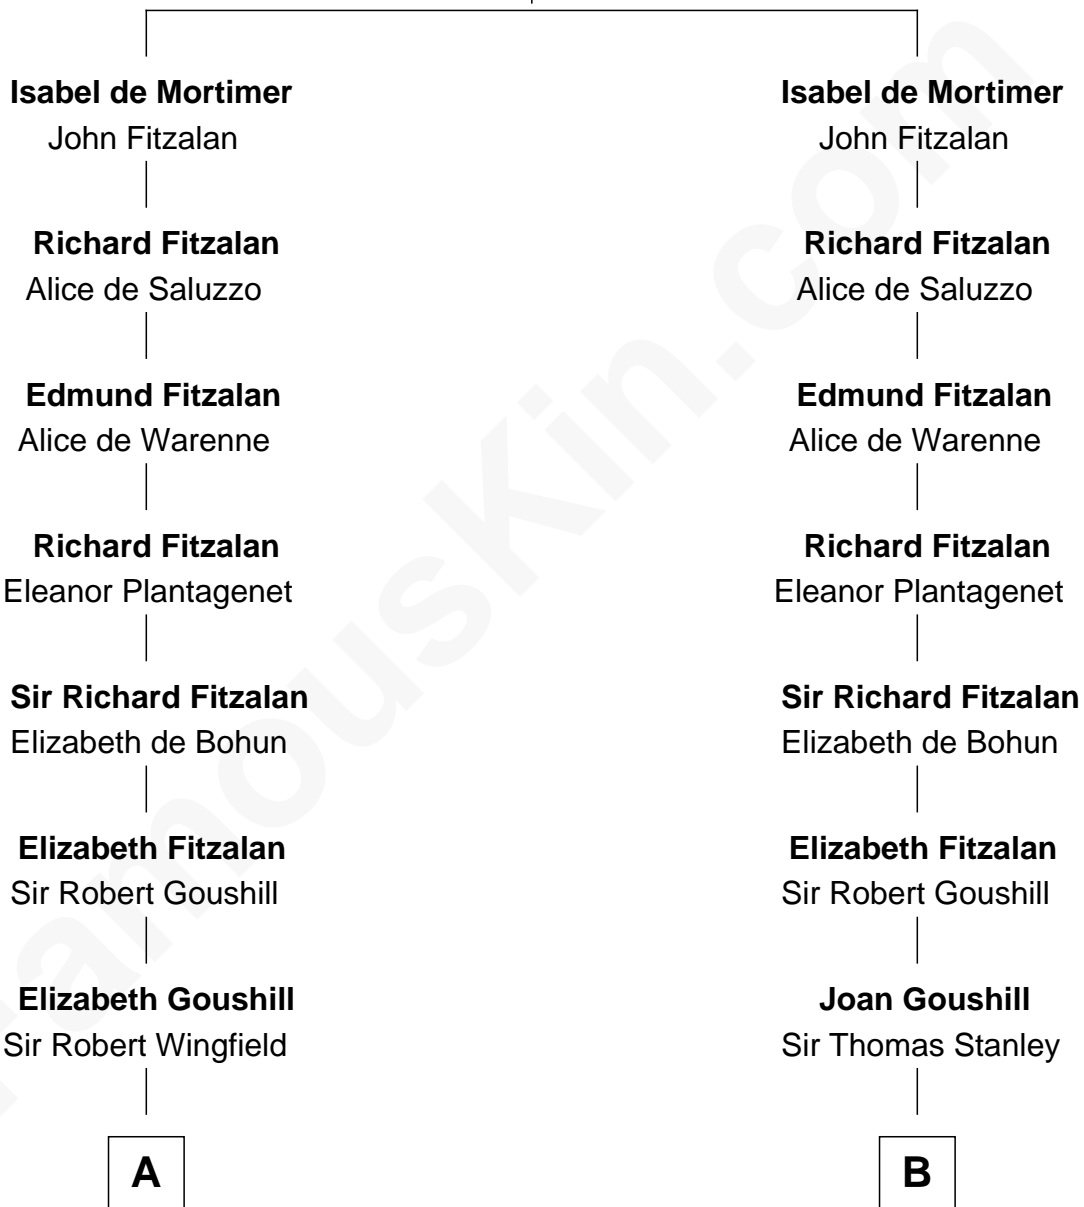 Isabel de Mortimer
John Fitzalan
Richard Fitzalan
Alice de Saluzzo
Edmund Fitzalan
Alice de Warenne
Richard Fitzalan
Eleanor Plantagenet
Sir Richard Fitzalan
Elizabeth de Bohun
Elizabeth Fitzalan
Sir Robert Goushill
Elizabeth Goushill
Sir Robert Wingfield
A
Isabel de Mortimer
John Fitzalan
Richard Fitzalan
Alice de Saluzzo
Edmund Fitzalan
Alice de Warenne
Richard Fitzalan
Eleanor Plantagenet
Sir Richard Fitzalan
Elizabeth de Bohun
Elizabeth Fitzalan
Sir Robert Goushill
Joan Goushill
Sir Thomas Stanley
B
FamousKin.com